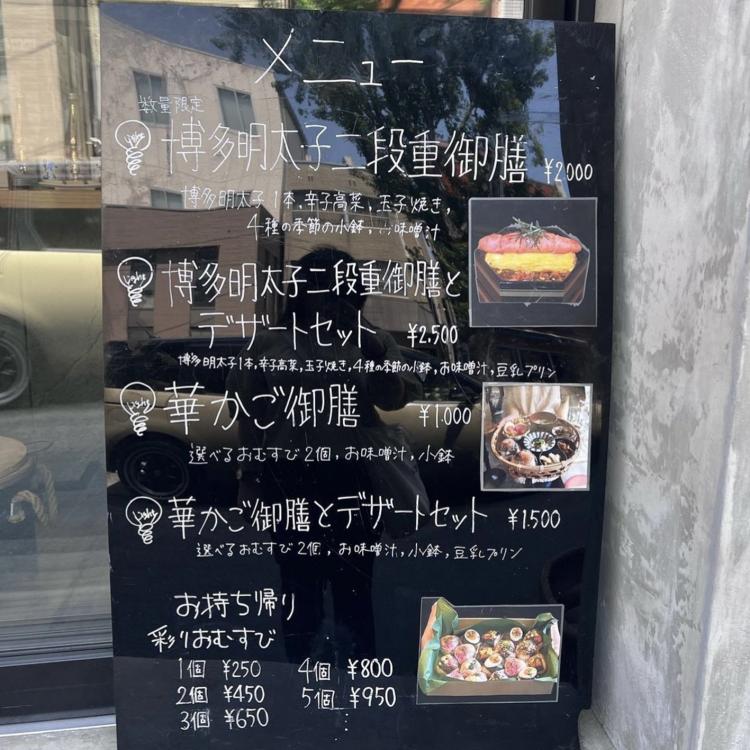 メニュー
数量限定
Light 博多明太子二段重御膳 ¥2000
博多明太子1本,辛子高菜,玉子焼き,
4種の季節の小鉢,味噌汁
Light 博多明太子二段重御膳と
デザートセット ¥2,500
博多明太子1本,辛子高菜,玉子焼き,4種の季節の小鉢,お味噌汁,豆乳プリン
Light 華かご御膳 ¥1.000
選べるおむすび2個,お味噌汁,小鉢
Light 華かご御膳とデザートセット ¥1.500
選べるおむすび2個,お味噌汁,小鉢,豆乳プリン
お持ち帰り
彩りおむすび
1個 ¥250 4個 ¥800
2個 ¥450 5個 ¥950
3個 ¥650 ⋮